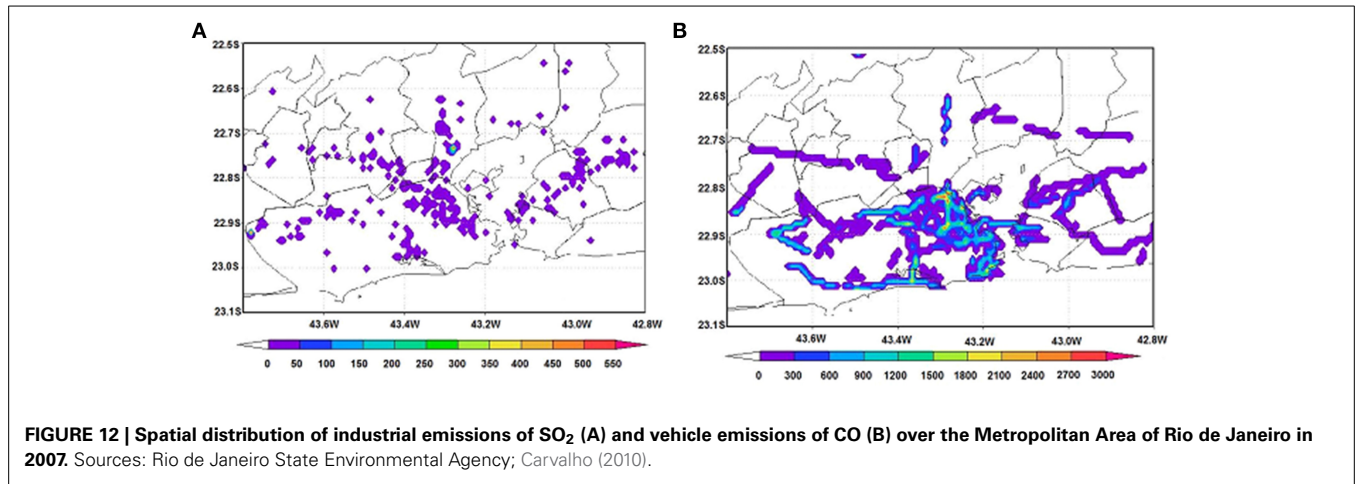 A
22.5S
22.6S
22.7S
22.8S
22.9S
23.0S
23.1S
43.6W 43.4W 43.2W 43.0W 42.8W
0 50 100 150 200 250 300 350 400 450 500 550
B
22.5S
22.6S
22.7S
22.8S
22.9S
23.0S
23.1S
43.6W 43.4W 43.2W 43.0W 42.8W
0 300 600 900 1200 1500 1800 2100 2400 2700 3000
FIGURE 12 | Spatial distribution of industrial emissions of SO2 (A) and vehicle emissions of CO (B) over the Metropolitan Area of Rio de Janeiro in
2007. Sources: Rio de Janeiro State Environmental Agency; Carvalho (2010).